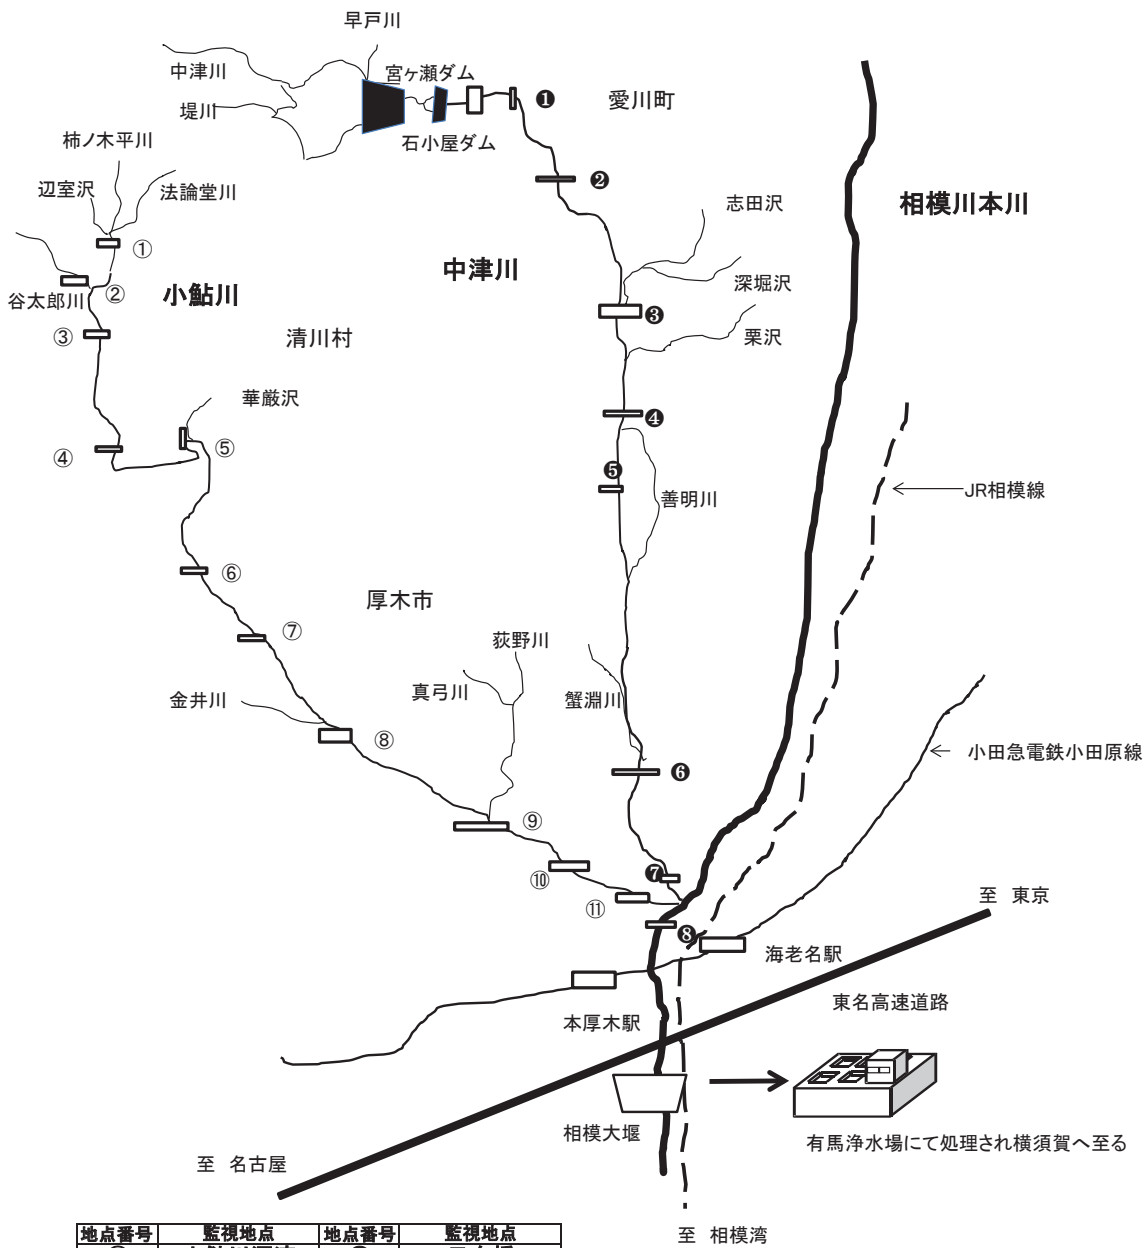 早戸川
中津川
宮ヶ瀬ダム
❶
愛川町
堤川
石小屋ダム
柿ノ木平川
❷
辺室沢
法論堂川
志田沢
相模川本川
①
中津川
深堀沢
谷太郎川
②
小鮎川
❸
③
清川村
栗沢
華厳沢
❹
④
⑤
❺
JR相模線
善明川
⑥
厚木市
⑦
荻野川
真弓川
蟹淵川
金井川
⑧
小田急電鉄小田原線
❻
⑨
⑩
❼
⑪
至 東京
❽
海老名駅
東名高速道路
本厚木駅
相模大堰
有馬浄水場にて処理され横須賀へ至る
至 名古屋
至 相模湾
地点番号 監視地点 地点番号 監視地点